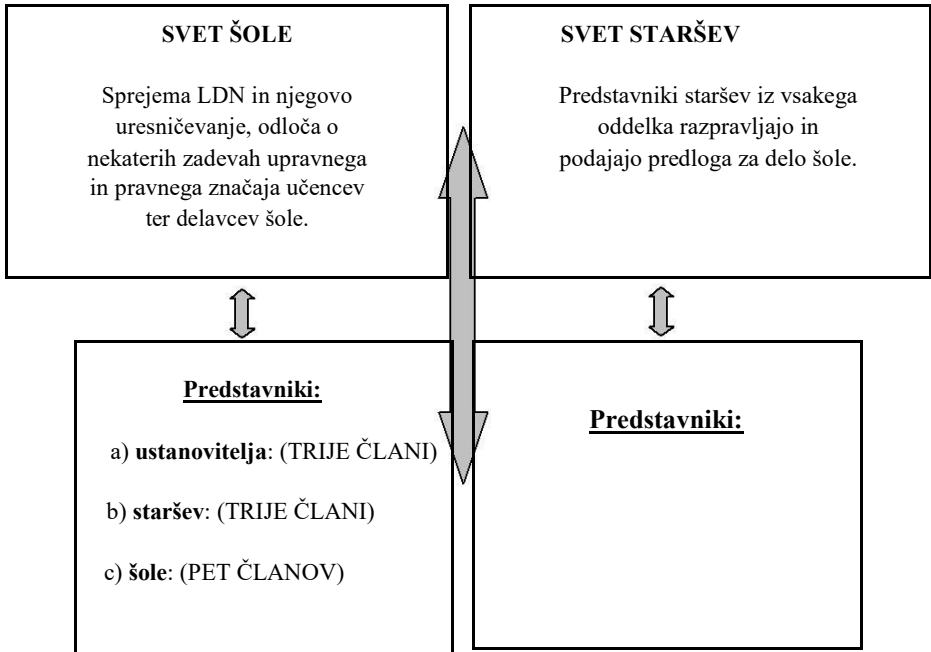 SVET ŠOLE
Sprejema LDN in njegovo
uresničevanje, odloča o
nekaterih zadevah upravnega
in pravnega značaja učencev
ter delavcev šole.
SVET STARŠEV
Predstavniki staršev iz vsakega
oddelka razpravljajo in
podajajo predloga za delo šole.
Predstavniki:
a) ustanovitelja: (TRIJE ČLANI)
b) staršev: (TRIJE ČLANI)
c) šole: (PET ČLANOV)
Predstavniki: